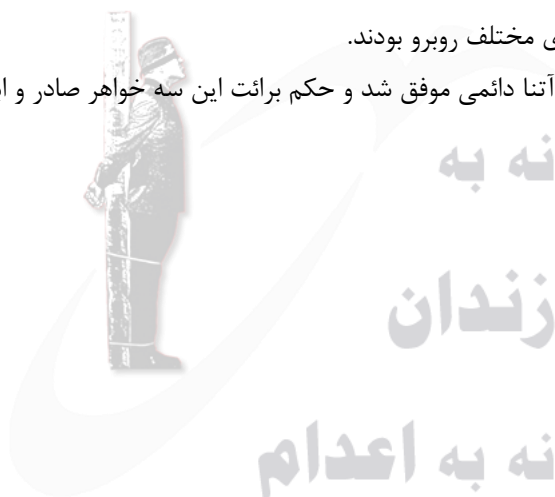 ی مختلف روبرو بودند.
آتنا دائمی موفق شد و حکم برائت این سه خواهر صادر و
نه به
زندان
نه به اعدام